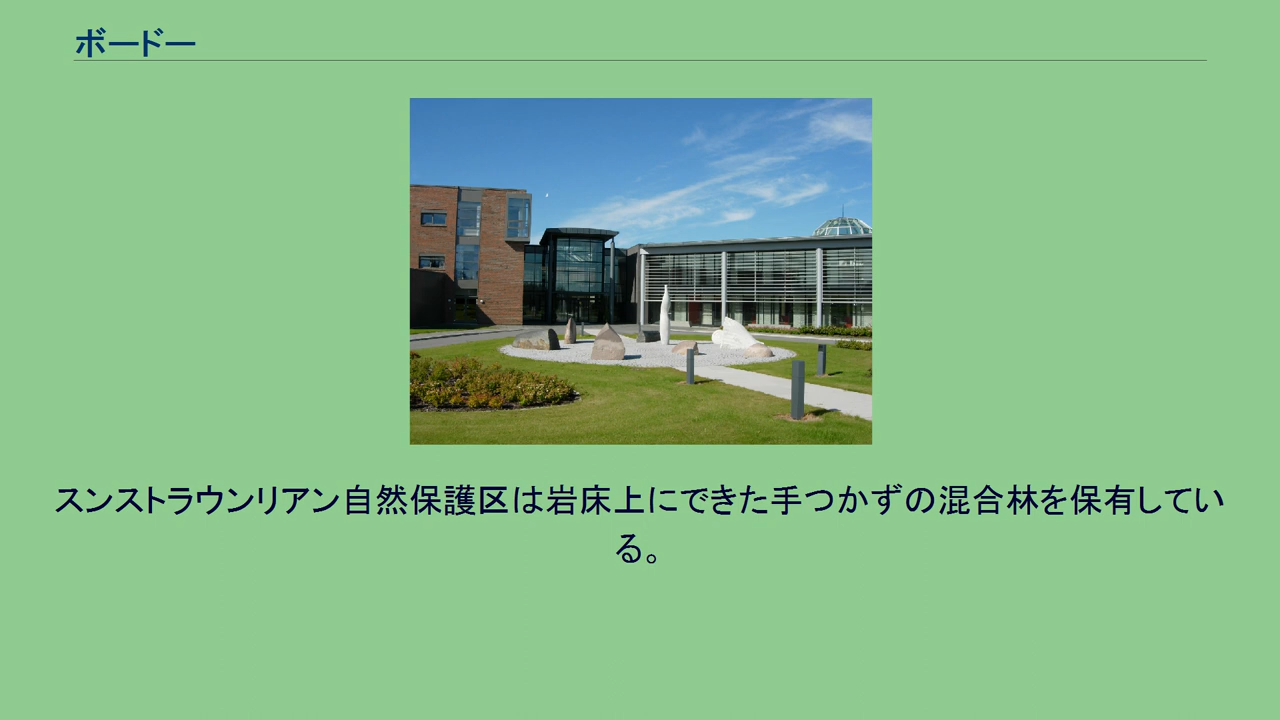 ボードー
スンストラウンリアン自然保護区は岩床上にできた手つかずの混合林を保有してい
る。